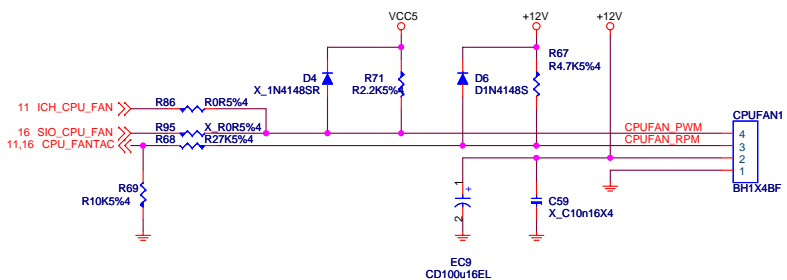 VCC5
+12V
+12V
D4
X_1N4148SR
R71
R2.2K5%4
D6
D1N4148S
R67
R4.7K5%4
11 ICH_CPU_FAN
R86
R0R5%4
16 SIO_CPU_FAN
R95
X_R0R5%4
11,16 CPU_FANTAC
R68
R27K5%4
CPUFAN_PWM
CPUFAN_RPM
CPUFAN1
4
3
2
1
BH1X4BF
R69
R10K5%4
1
+
2
EC9
CD100u16EL
C59
X_C10n16X4